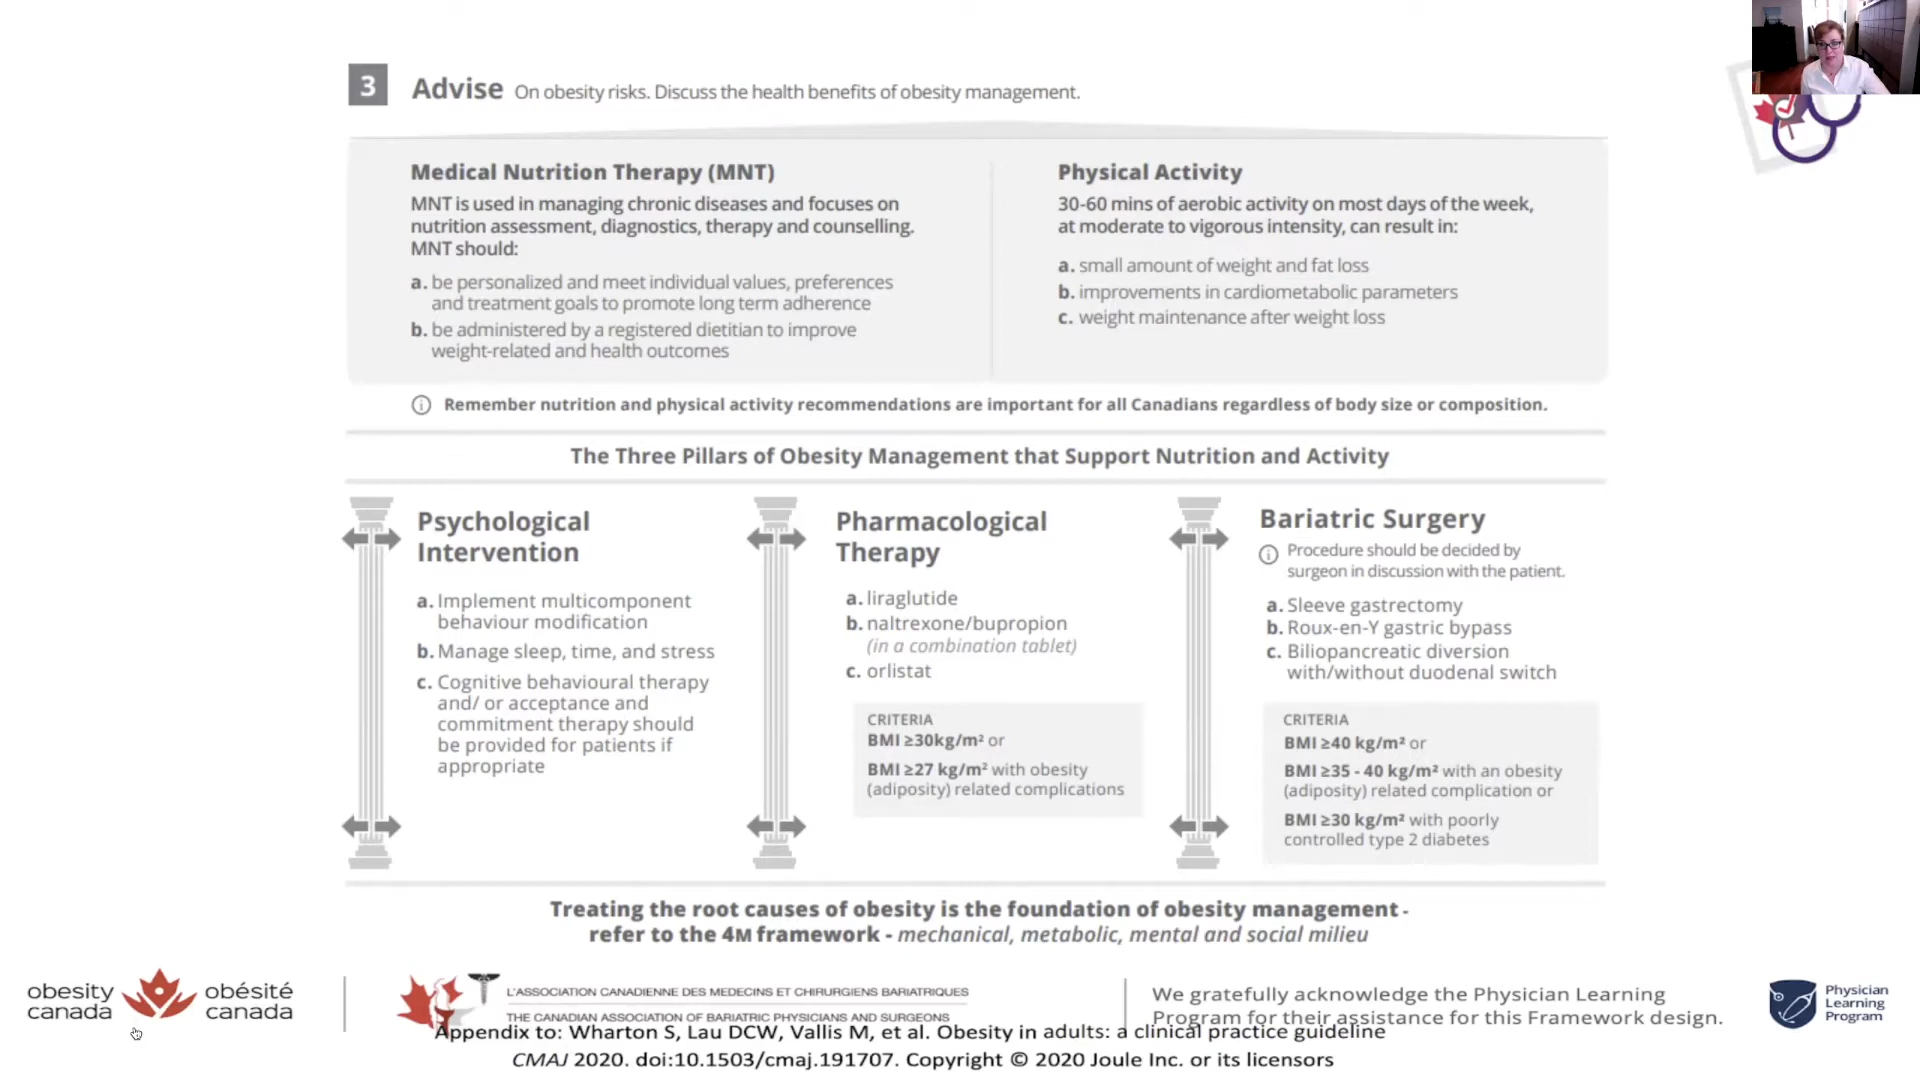 3 Advise On obesity risks. Discuss the health benefits of obesity management.
Medical Nutrition Therapy (MNT)
MNT is used in managing chronic diseases and focuses on
nutrition assessment, diagnostics, therapy and counselling.
MNT should:
a. be personalized and meet individual values, preferences
and treatment goals to promote long term adherence
b. be administered by a registered dietitian to improve
weight-related and health outcomes
Physical Activity
30-60 mins of aerobic activity on most days of the week,
at moderate to vigorous intensity, can result in:
a. small amount of weight and fat loss
b. improvements in cardiometabolic parameters
c. weight maintenance after weight loss
Remember nutrition and physical activity recommendations are important for all Canadians regardless of body size or composition.
The Three Pillars of Obesity Management that Support Nutrition and Activity
Psychological
Intervention
a. Implement multicomponent
behaviour modification
b. Manage sleep, time, and stress
c. Cognitive behavioural therapy
and/ or acceptance and
commitment therapy should
be provided for patients if
appropriate
Pharmacological
Therapy
a. liraglutide
b. naltrexone/bupropion
(in a combination tablet)
c. orlistat
CRITERIA
BMI ≥30kg/m² or
BMI ≥27 kg/m² with obesity
(adiposity) related complications
Bariatric Surgery
Procedure should be decided by
surgeon in discussion with the patient.
a. Sleeve gastrectomy
b. Roux-en-Y gastric bypass
c. Biliopancreatic diversion
with/without duodenal switch
CRITERIA
BMI ≥40 kg/m² or
BMI ≥35 - 40 kg/m² with an obesity
(adiposity) related complication or
BMI ≥30 kg/m² with poorly
controlled type 2 diabetes
Treating the root causes of obesity is the foundation of obesity management -
refer to the 4M framework - mechanical, metabolic, mental and social milieu
obesity
canada
obésité
canada
L'ASSOCIATION CANADIENNE DES MEDECINS ET CHIRURGIENS BARIATRIQUES
THE CANADIAN ASSOCIATION OF BARIATRIC PHYSICIANS AND SURGEONS
We gratefully acknowledge the Physician Learning
Program for their assistance for this Framework design.
Physician
Learning
Program
Appendix to: Wharton S, Lau DCW, Vallis M, et al. Obesity in adults: a clinical practice guideline
CMAJ 2020. doi:10.1503/cmaj.191707. Copyright © 2020 Joule Inc. or its licensors